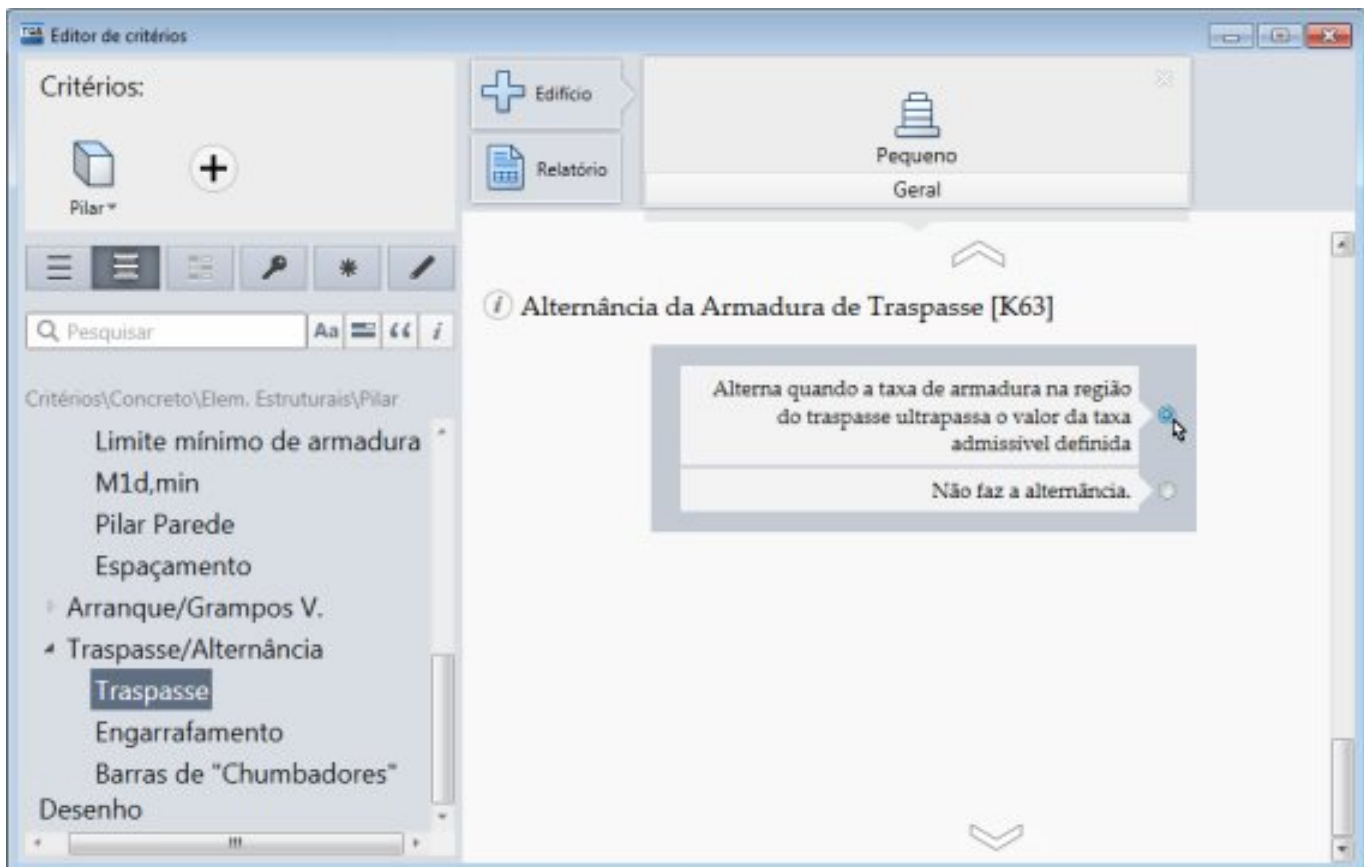 TQS Editor de critérios
Critérios:
Pilar
Edifício
Relatório
Pequeno
Geral
Pesquisar
Aa
i
Critérios\Concreto\Elem. Estruturais\Pilar
Limite mínimo de armadura
M1d,min
Pilar Parede
Espaçamento
Arranque/Grampos V.
Traspasse/Alternância
Traspasse
Engarrafamento
Barras de "Chumbadores"
Desenho
i Alternância da Armadura de Traspasse [K63]
Alterna quando a taxa de armadura na região
do traspasse ultrapassa o valor da taxa
admissível definida
Não faz a alternância.